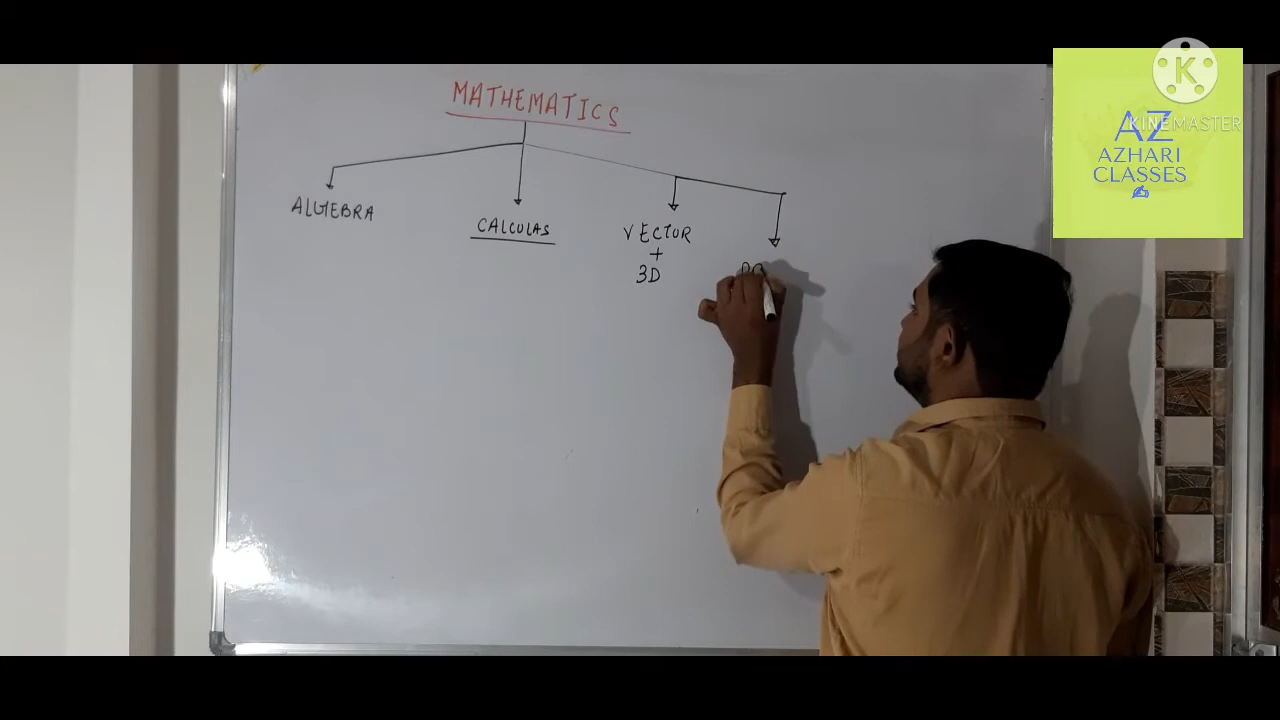 MATHEMATICS
ALGEBRA
CALCULAS
VECTOR
+
3D
K
KINEMASTER
AZ
AZHARI
CLASSES